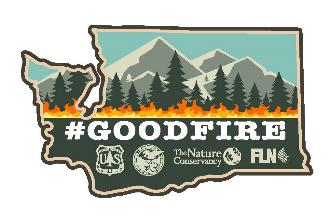 #GOODFIRE
U S
The Nature
Conservancy
FLN